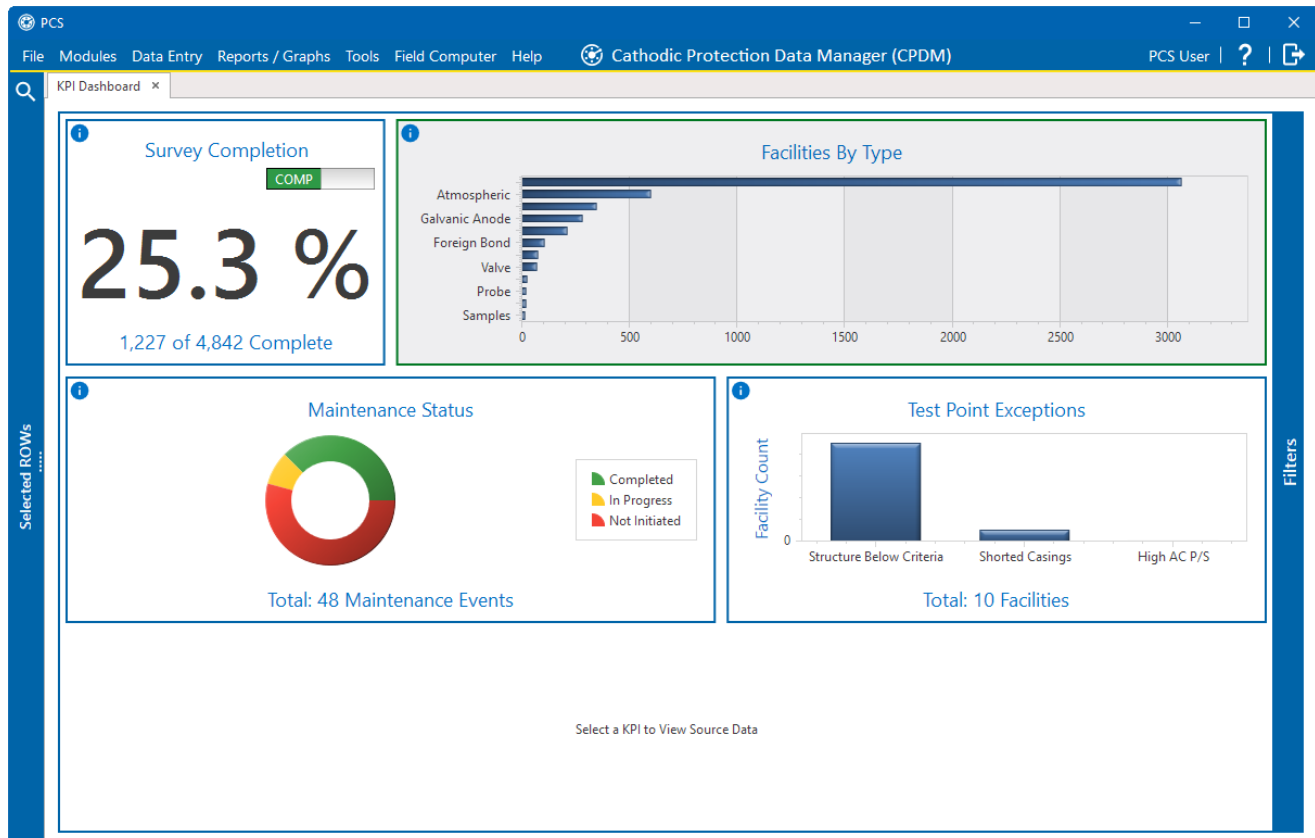 PCS
File Modules Data Entry Reports / Graphs Tools Field Computer Help Cathodic Protection Data Manager (CPDM) PCS User | ? |
KPI Dashboard ×
Selected ROWs
Survey Completion
COMP
25.3 %
1,227 of 4,842 Complete
Facilities By Type
Atmospheric
Galvanic Anode
Foreign Bond
Valve
Probe
Samples
0 500 1000 1500 2000 2500 3000
Maintenance Status
Completed
In Progress
Not Initiated
Total: 48 Maintenance Events
Test Point Exceptions
Facility Count
0
Structure Below Criteria Shorted Casings High AC P/S
Total: 10 Facilities
Filters
Select a KPI to View Source Data